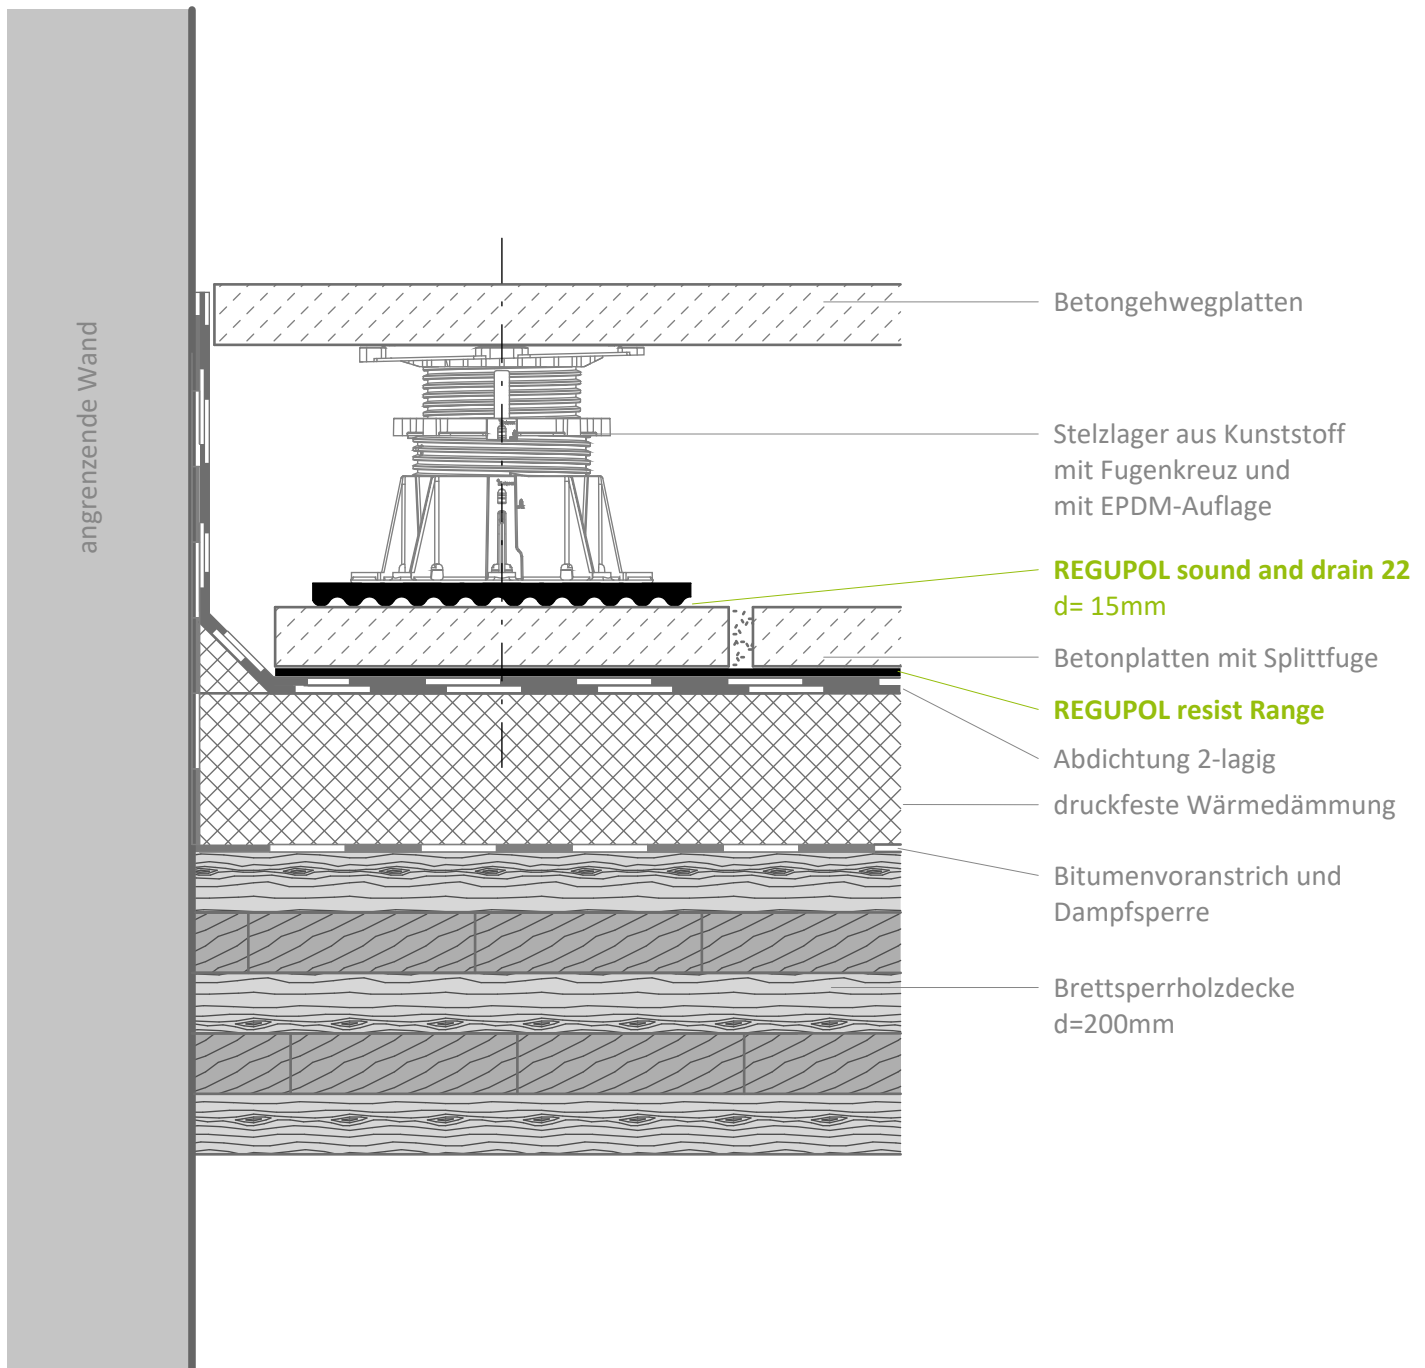 angrenzende Wand
Betongehwegplatten
Stelzlager aus Kunststoff
mit Fugenkreuz und
mit EPDM-Auflage
REGUPOL sound and drain 22
d= 15mm
Betonplatten mit Splittfuge
REGUPOL resist Range
Abdichtung 2-lagig
druckfeste Wärmedämmung
Bitumenvoranstrich und
Dampfsperre
Brettsperrholzdecke
d=200mm